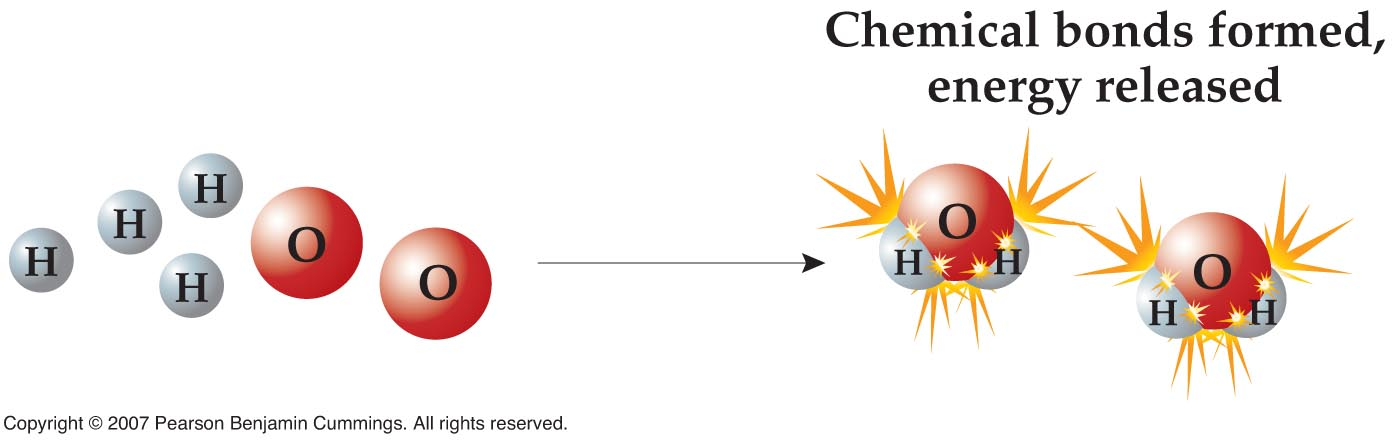 Chemical bonds formed,
energy released
H
H
H
H
O
O
O
H
H
O
H
H
Copyright © 2007 Pearson Benjamin Cummings. All rights reserved.